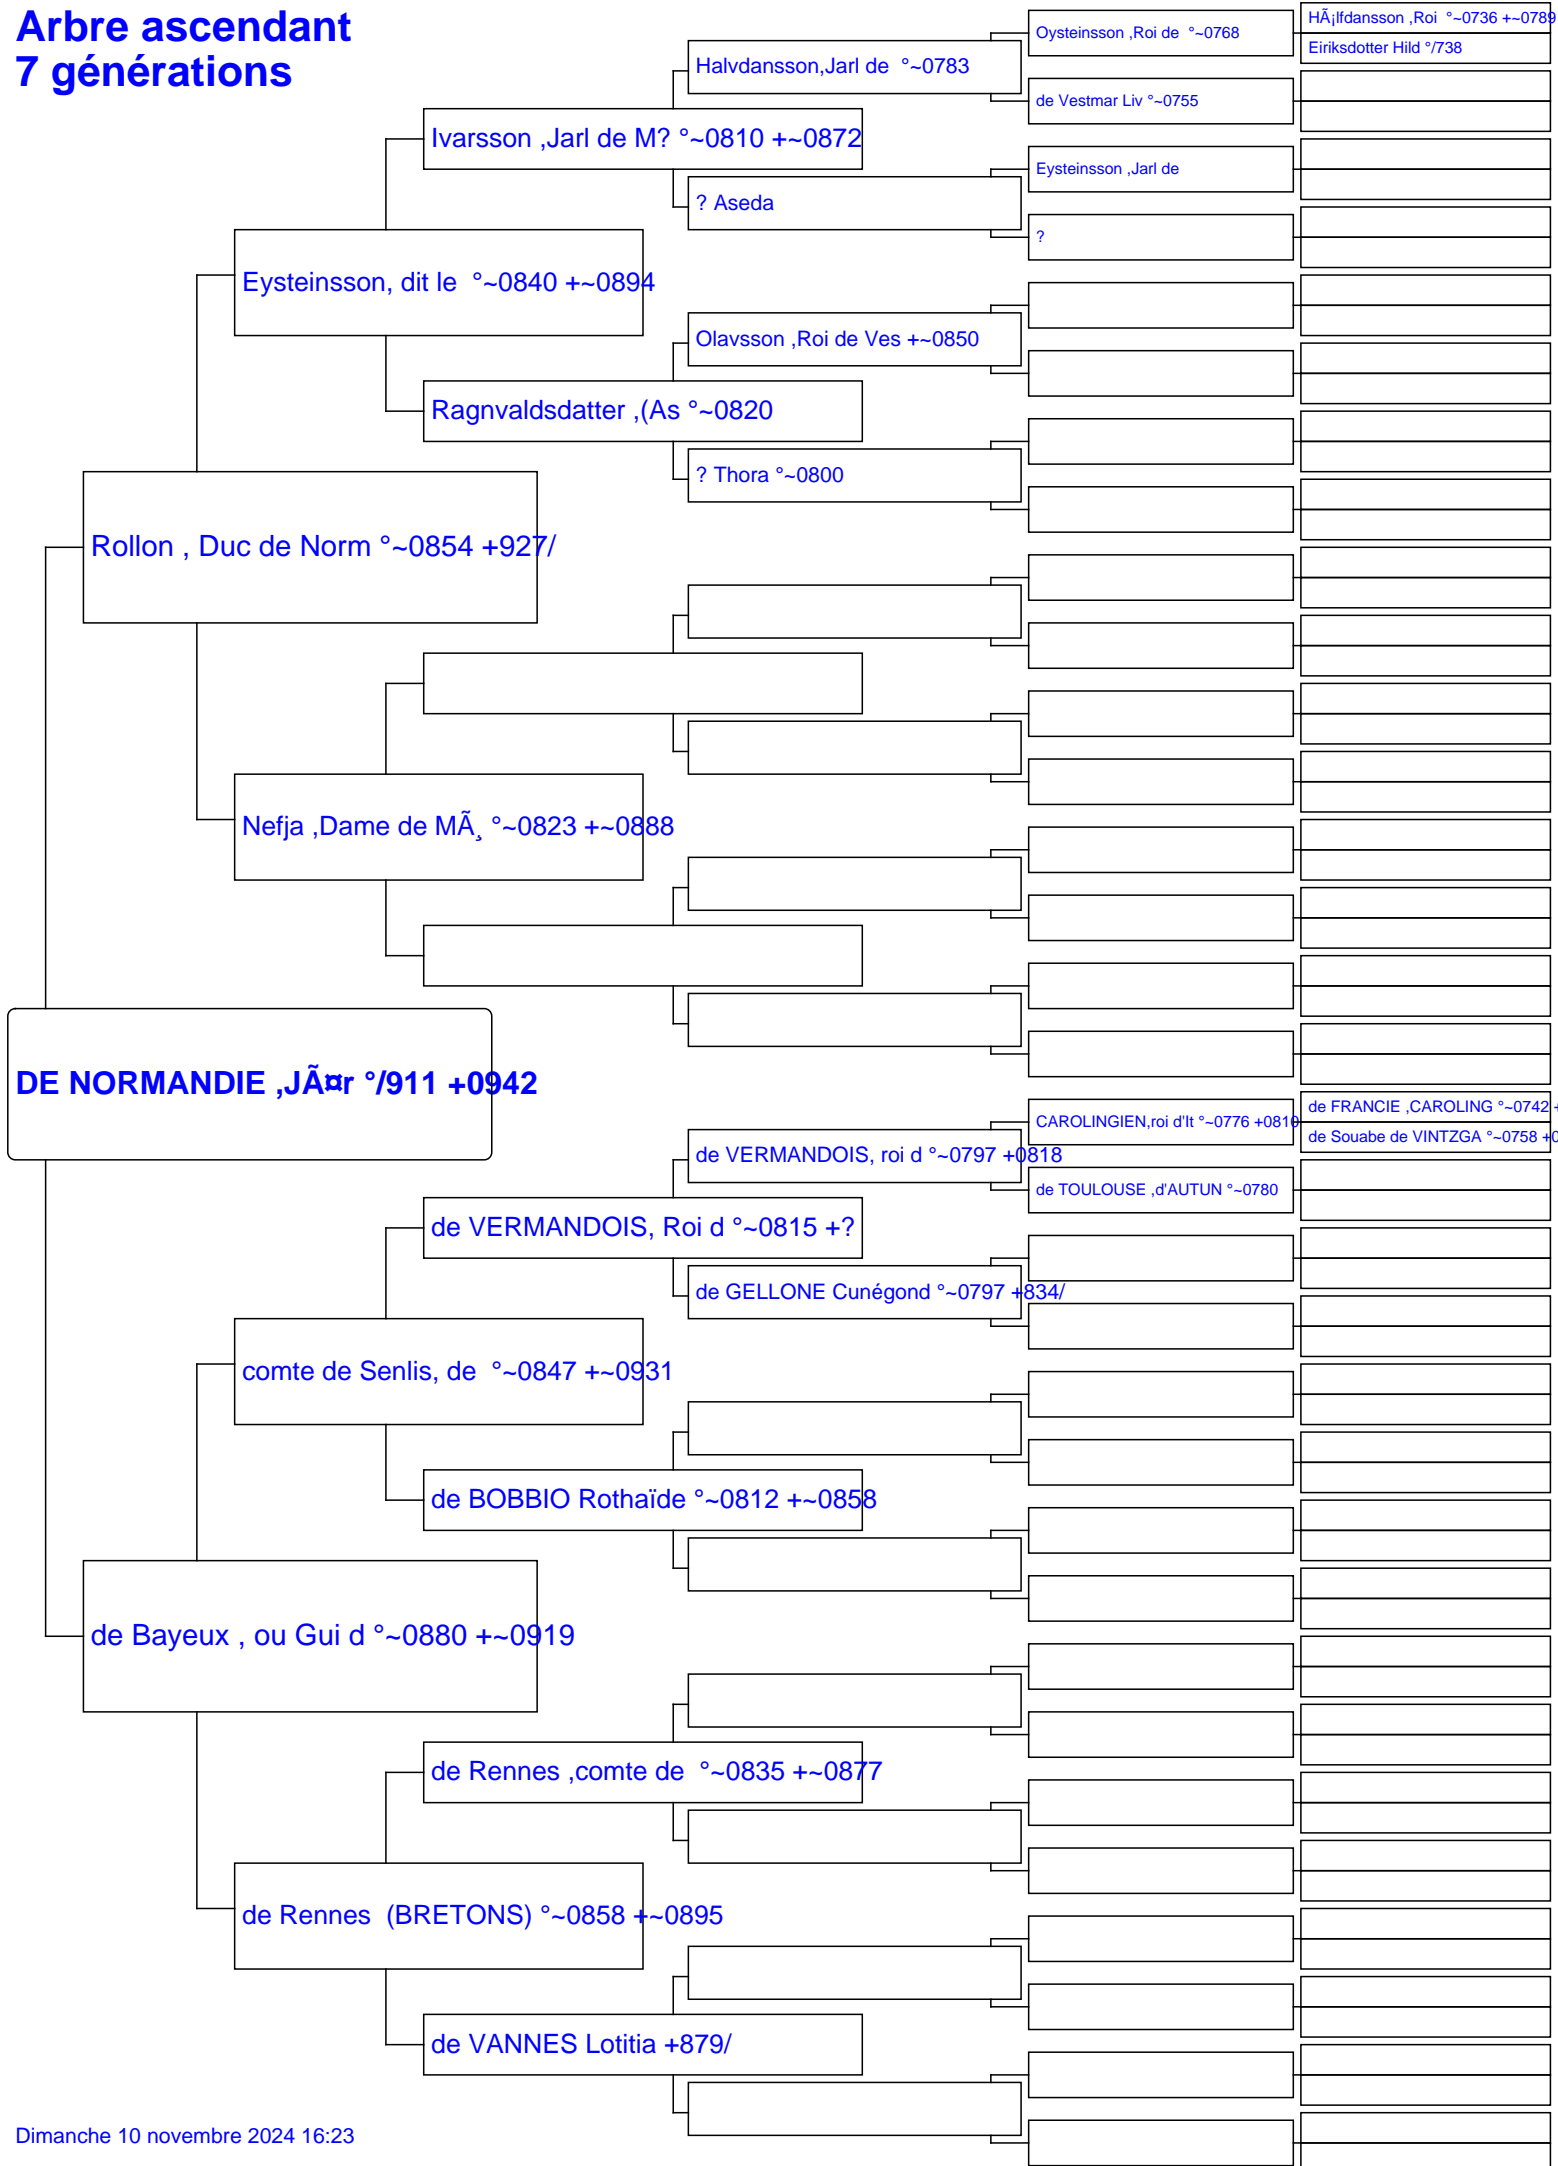 Arbre ascendant
7 générations
Oysteinsson ,Roi de  °~0768
HÃ¡lfdansson ,Roi  °~0736 +~0789
Eiriksdotter Hild °/738
Halvdansson,Jarl de  °~0783
de Vestmar Liv °~0755
Ivarsson ,Jarl de M? °~0810 +~0872
Eysteinsson ,Jarl de
? Aseda
?
Eysteinsson, dit le  °~0840 +~0894
Olavsson ,Roi de Ves +~0850
Ragnvaldsdatter ,(As °~0820
? Thora °~0800
Rollon , Duc de Norm °~0854 +927/
Nefja ,Dame de MÃ¸ °~0823 +~0888
DE NORMANDIE ,JÃ¤r °/911 +0942
CAROLINGIEN,roi d'It °~0776 +0810
de FRANCIE ,CAROLING °~0742 +
de Souabe de VINTZGA °~0758 +0
de VERMANDOIS, roi d °~0797 +0818
de TOULOUSE ,d'AUTUN °~0780
de VERMANDOIS, Roi d °~0815 +?
de GELLONE Cunégond °~0797 +834/
comte de Senlis, de  °~0847 +~0931
de BOBBIO Rothaïde °~0812 +~0858
de Bayeux , ou Gui d °~0880 +~0919
de Rennes ,comte de  °~0835 +~0877
de Rennes  (BRETONS) °~0858 +~0895
de VANNES Lotitia +879/
Dimanche 10 novembre 2024 16:23